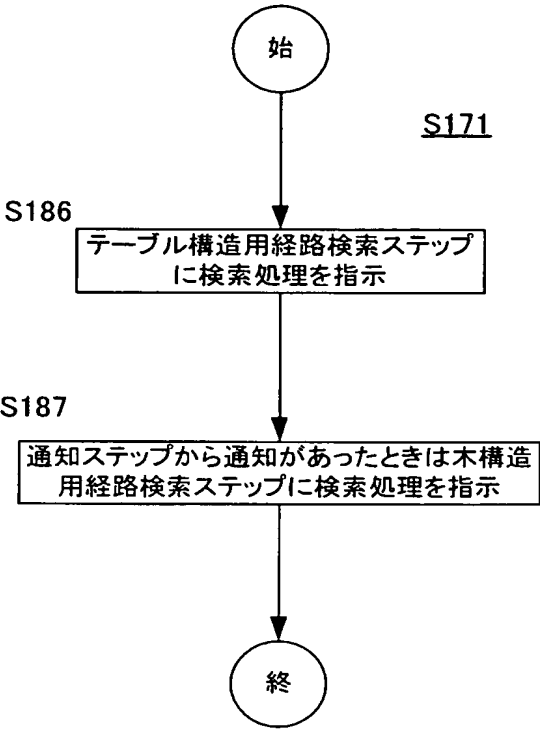 始
S171
S186
テーブル構造用経路検索ステップ
に検索処理を指示
S187
通知ステップから通知があったときは木構造
用経路検索ステップに検索処理を指示
終